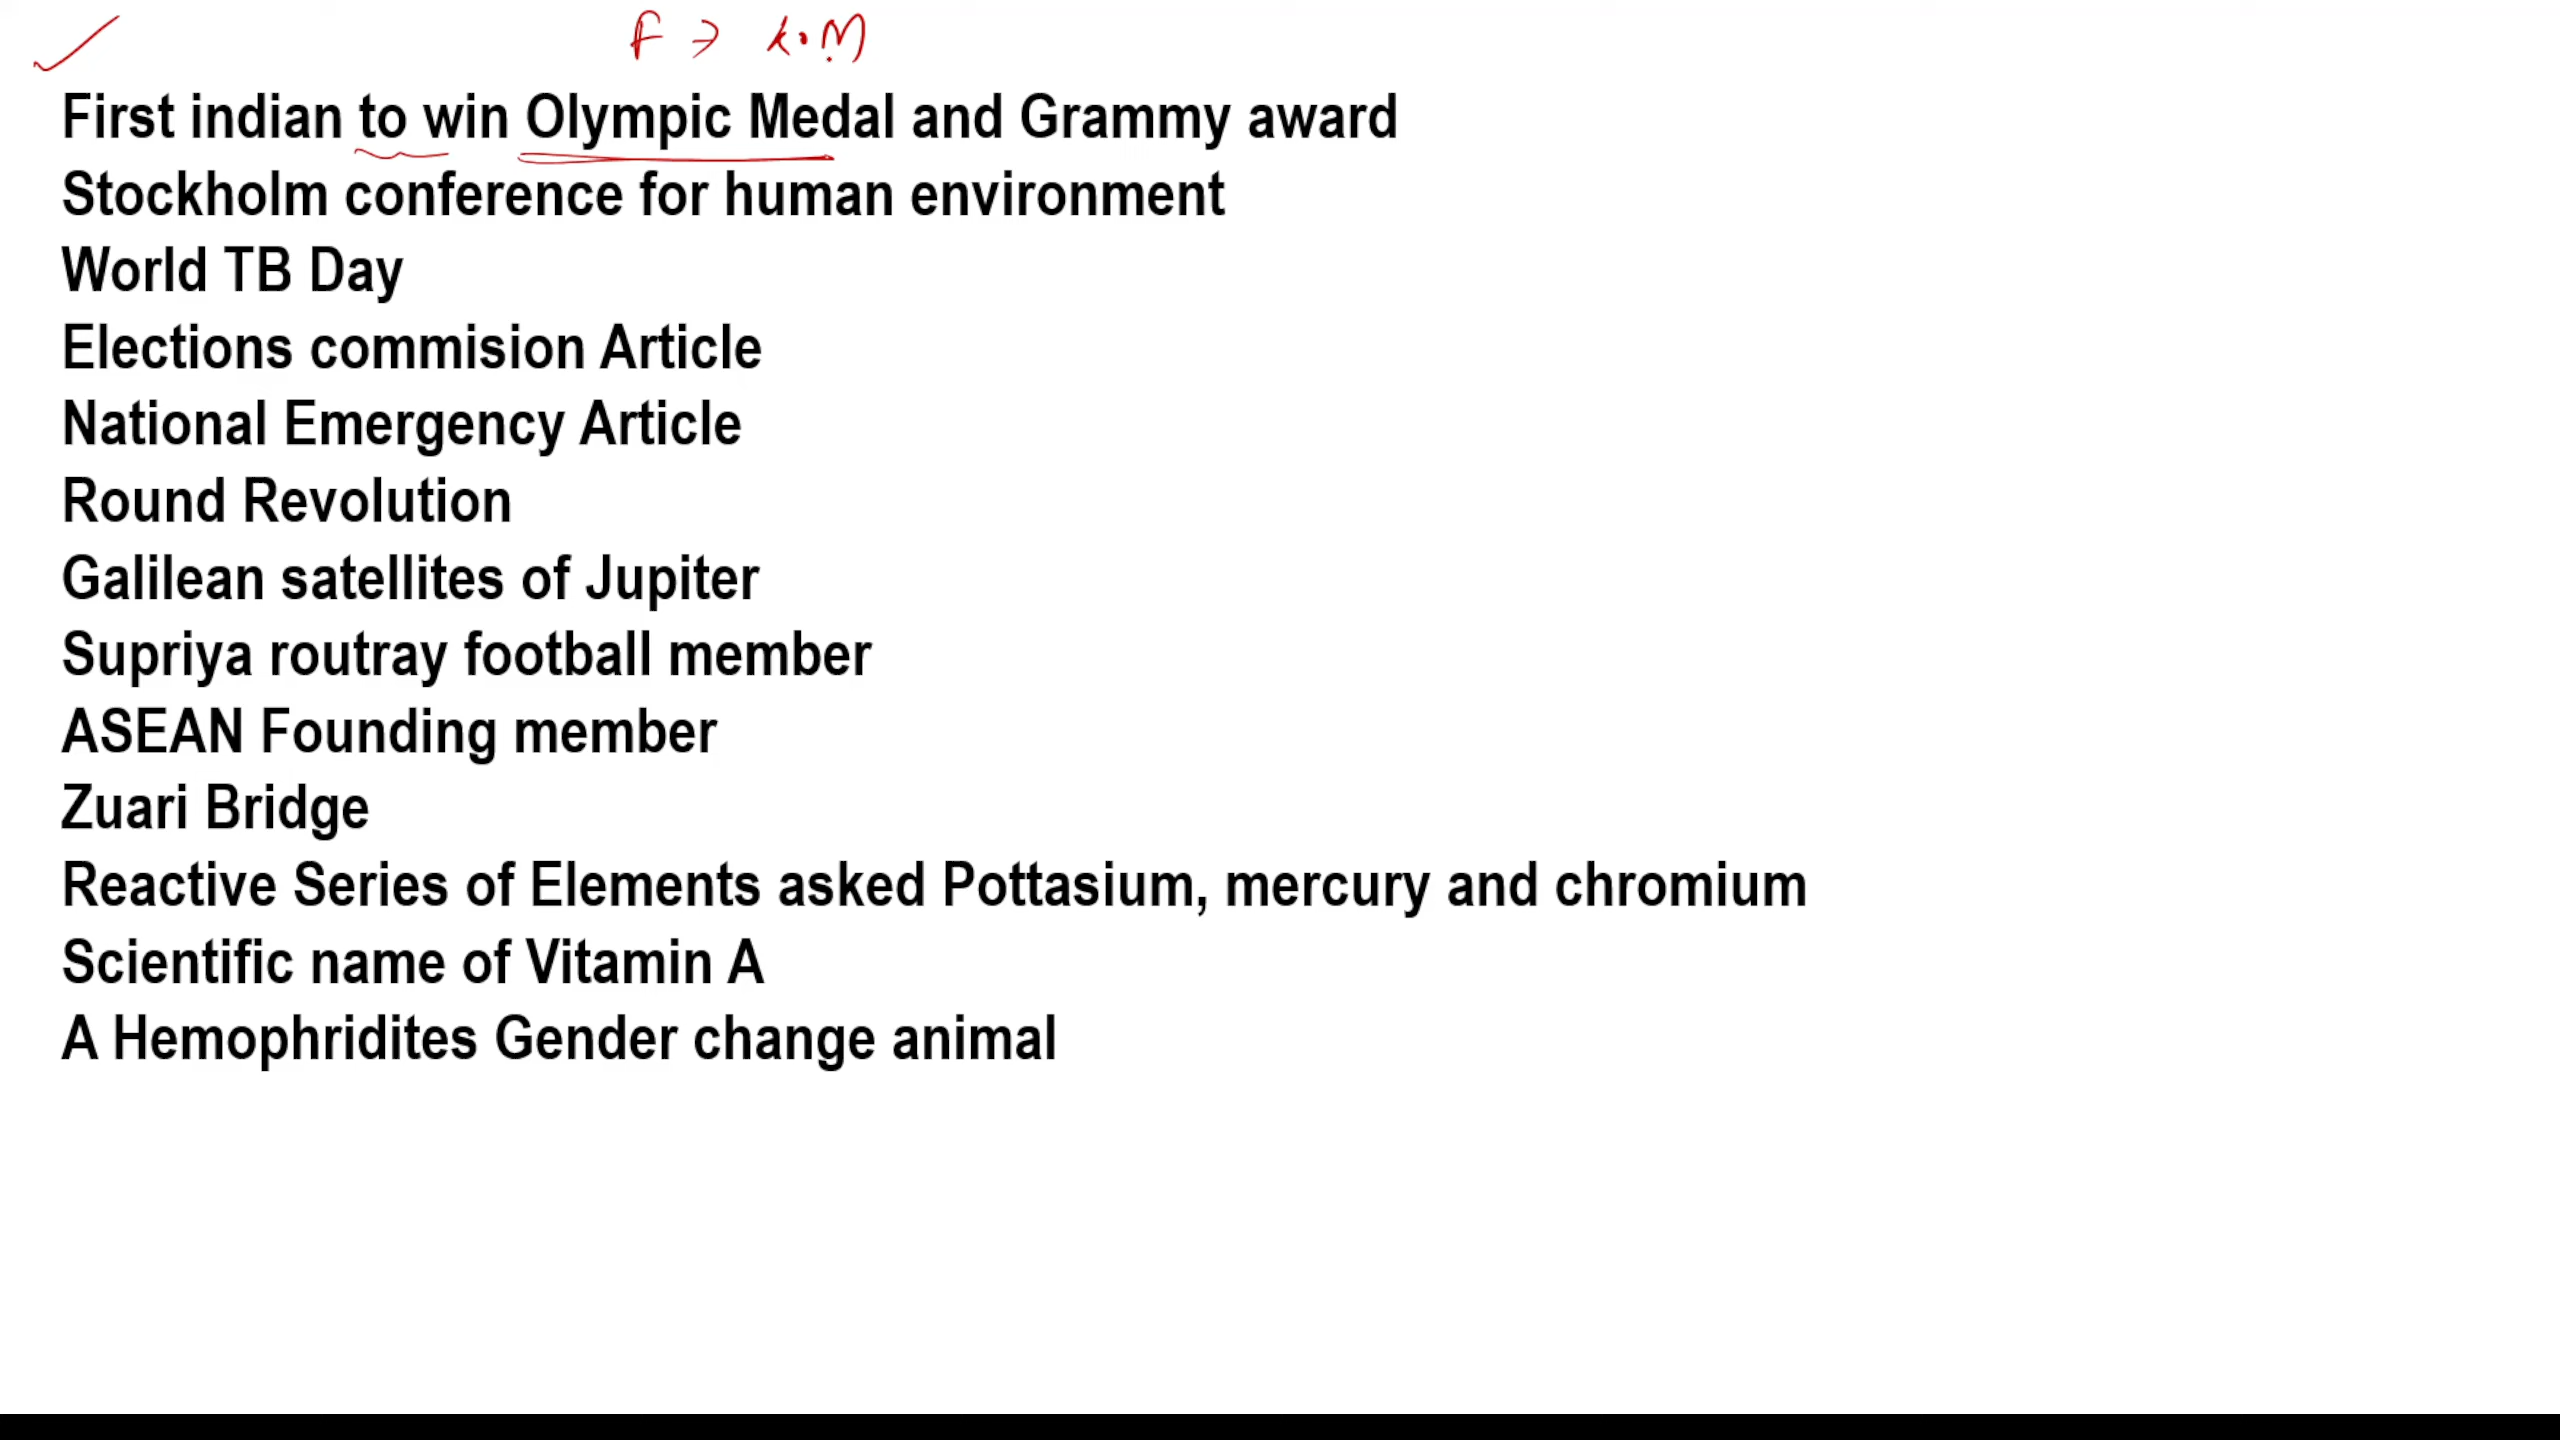 F → K.M
First indian to win Olympic Medal and Grammy award
Stockholm conference for human environment
World TB Day
Elections commision Article
National Emergency Article
Round Revolution
Galilean satellites of Jupiter
Supriya routray football member
ASEAN Founding member
Zuari Bridge
Reactive Series of Elements asked Pottasium, mercury and chromium
Scientific name of Vitamin A
A Hemophridites Gender change animal